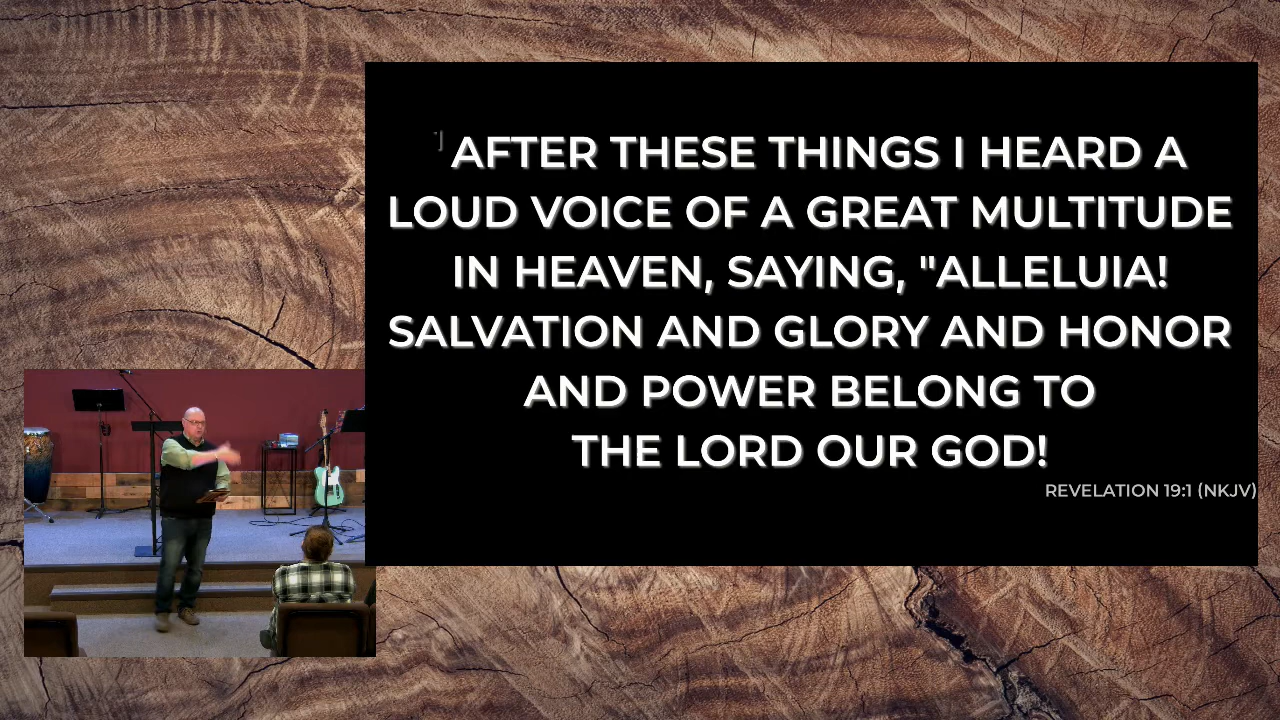 1 AFTER THESE THINGS I HEARD A
LOUD VOICE OF A GREAT MULTITUDE
IN HEAVEN, SAYING, "ALLELUIA!
SALVATION AND GLORY AND HONOR
AND POWER BELONG TO
THE LORD OUR GOD!
REVELATION 19:1 (NKJV)